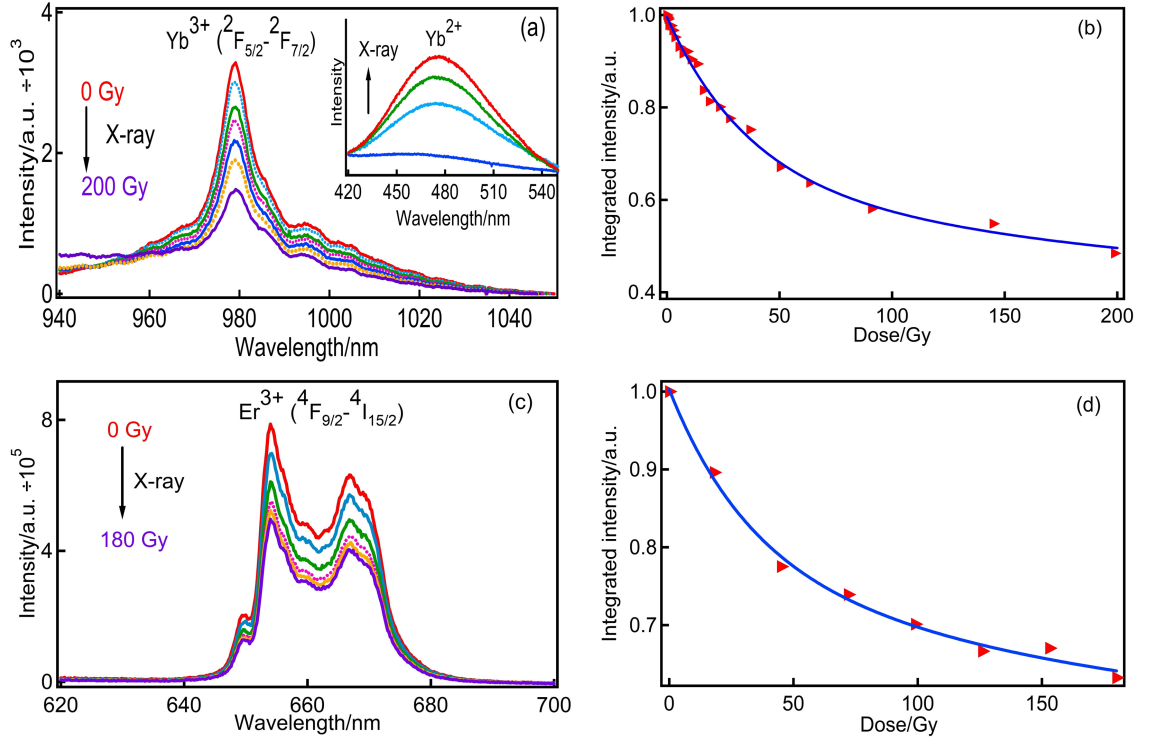 (a)
Yb3+ (2F5/2-2F7/2)
Intensity/a.u. ÷103
4
2
0
0 Gy
X-ray
200 Gy
940 960 980 1000 1020 1040
Wavelength/nm
Yb2+
X-ray
Intensity
420 450 480 510 540
Wavelength/nm
(b)
Integrated intensity/a.u.
1.0
0.8
0.6
0.4
0 50 100 150 200
Dose/Gy
(c)
Er3+ (4F9/2-4I15/2)
Intensity/a.u. ÷105
8
4
0
0 Gy
X-ray
180 Gy
620 640 660 680 700
Wavelength/nm
(d)
Integrated intensity/a.u.
1.0
0.9
0.8
0.7
0 50 100 150
Dose/Gy